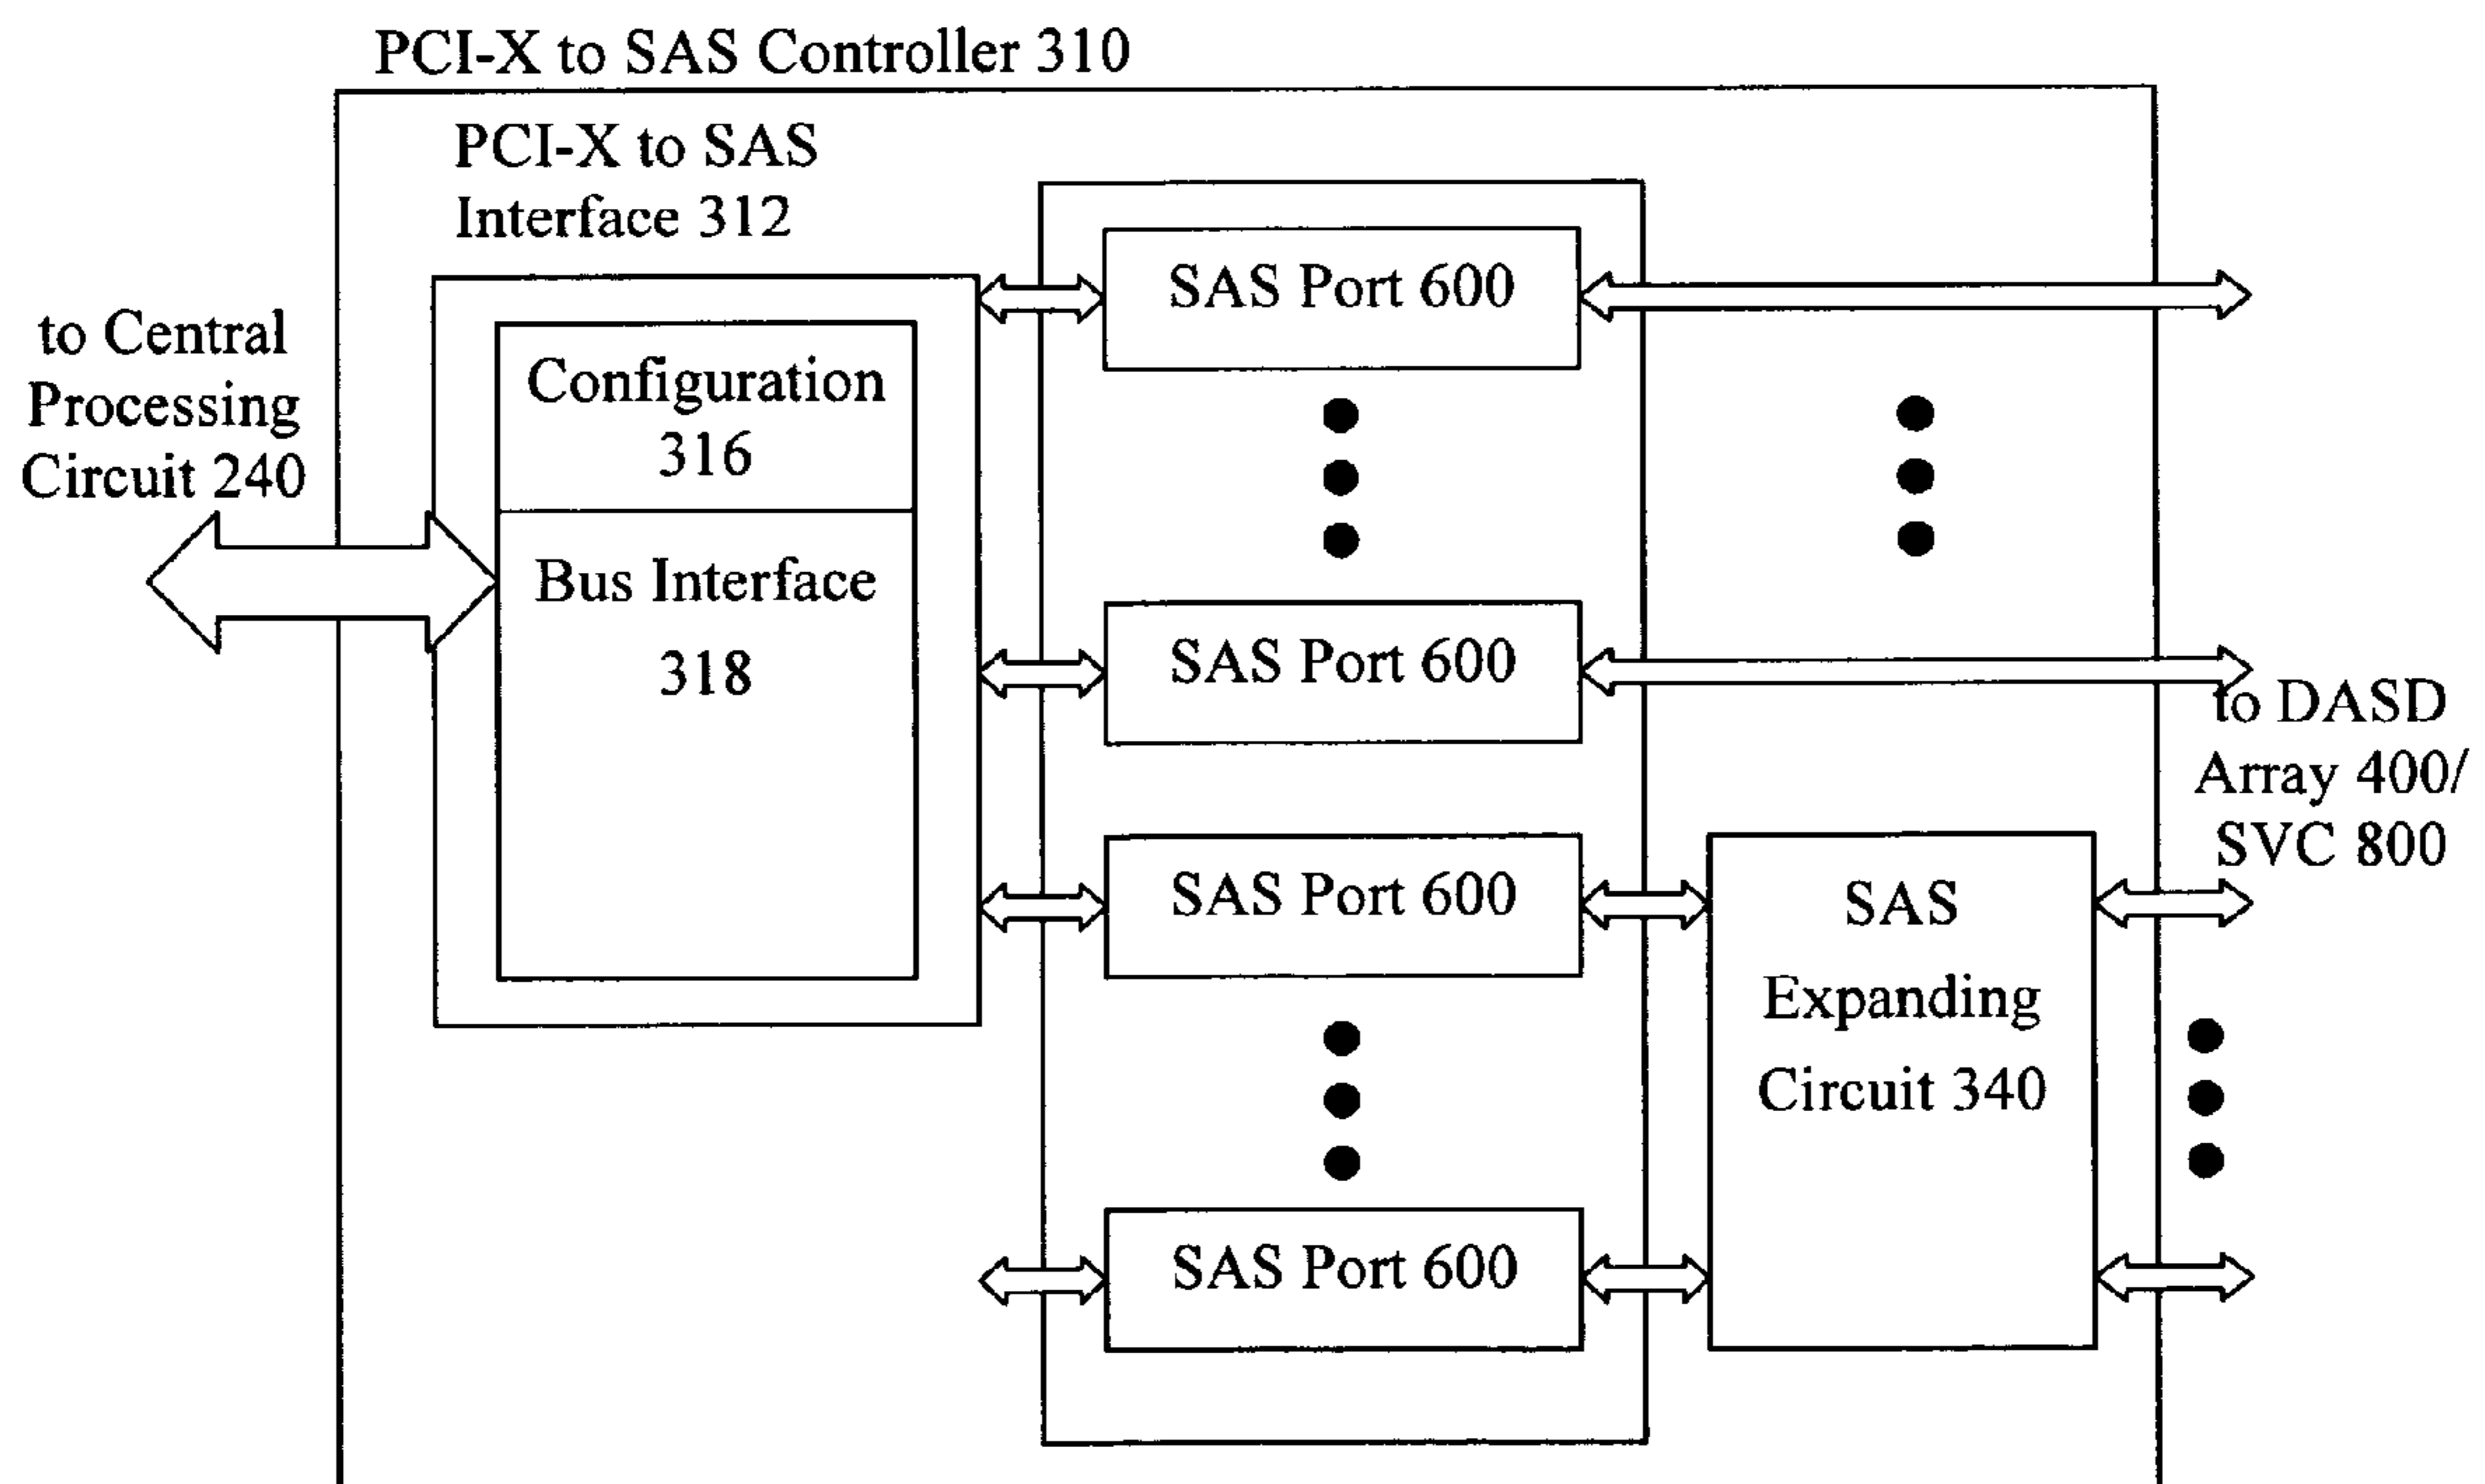 PCI-X to SAS Controller 310
PCI-X to SAS
Interface 312
to Central
Processing
Circuit 240
Configuration
316
Bus Interface
318
SAS Port 600
SAS Port 600
SAS Port 600
SAS Port 600
SAS
Expanding
Circuit 340
to DASD
Array 400/
SVC 800